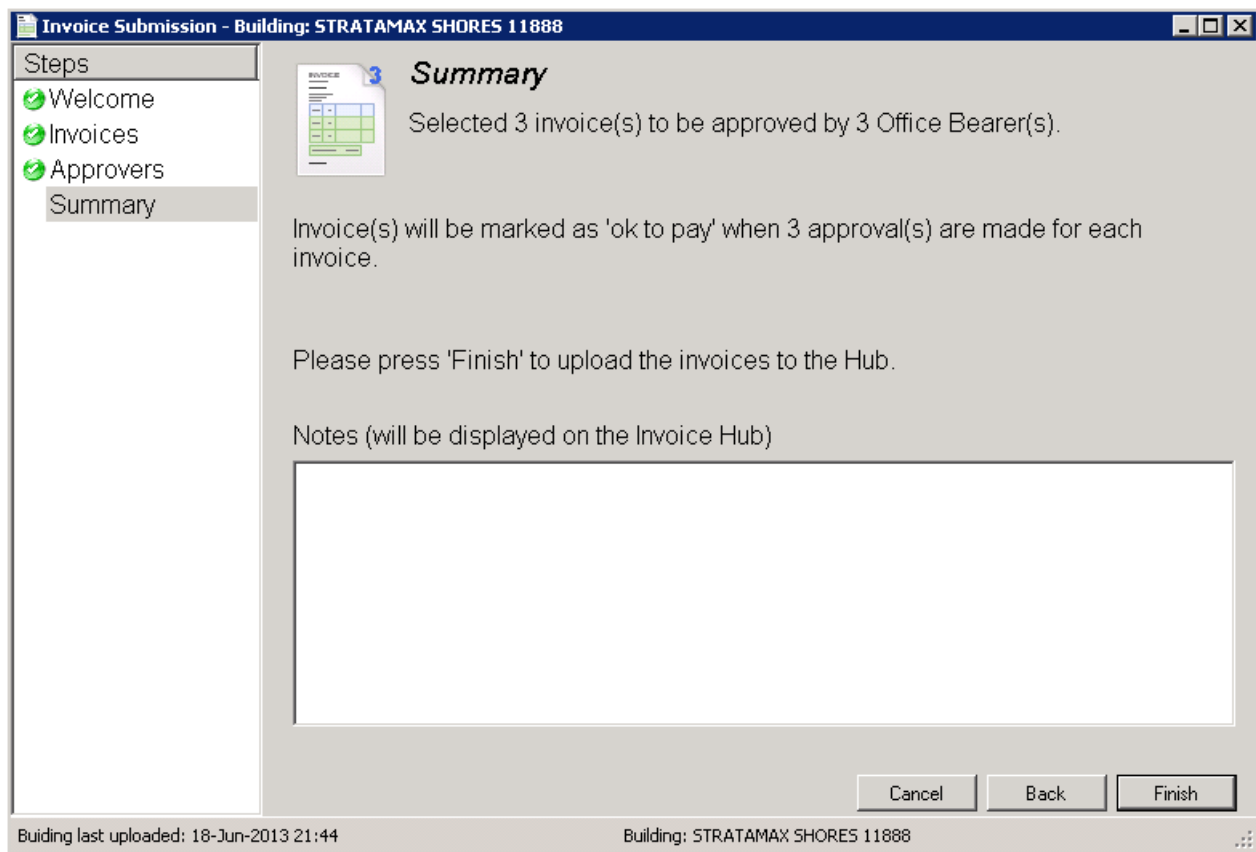 Invoice Submission - Building: STRATAMAX SHORES 11888
Steps
Welcome
Invoices
Approvers
Summary
INVOICE
3
Summary
Selected 3 invoice(s) to be approved by 3 Office Bearer(s).
Invoice(s) will be marked as 'ok to pay' when 3 approval(s) are made for each
invoice.
Please press 'Finish' to upload the invoices to the Hub.
Notes (will be displayed on the Invoice Hub)
Cancel
Back
Finish
Buiding last uploaded: 18-Jun-2013 21:44
Building: STRATAMAX SHORES 11888